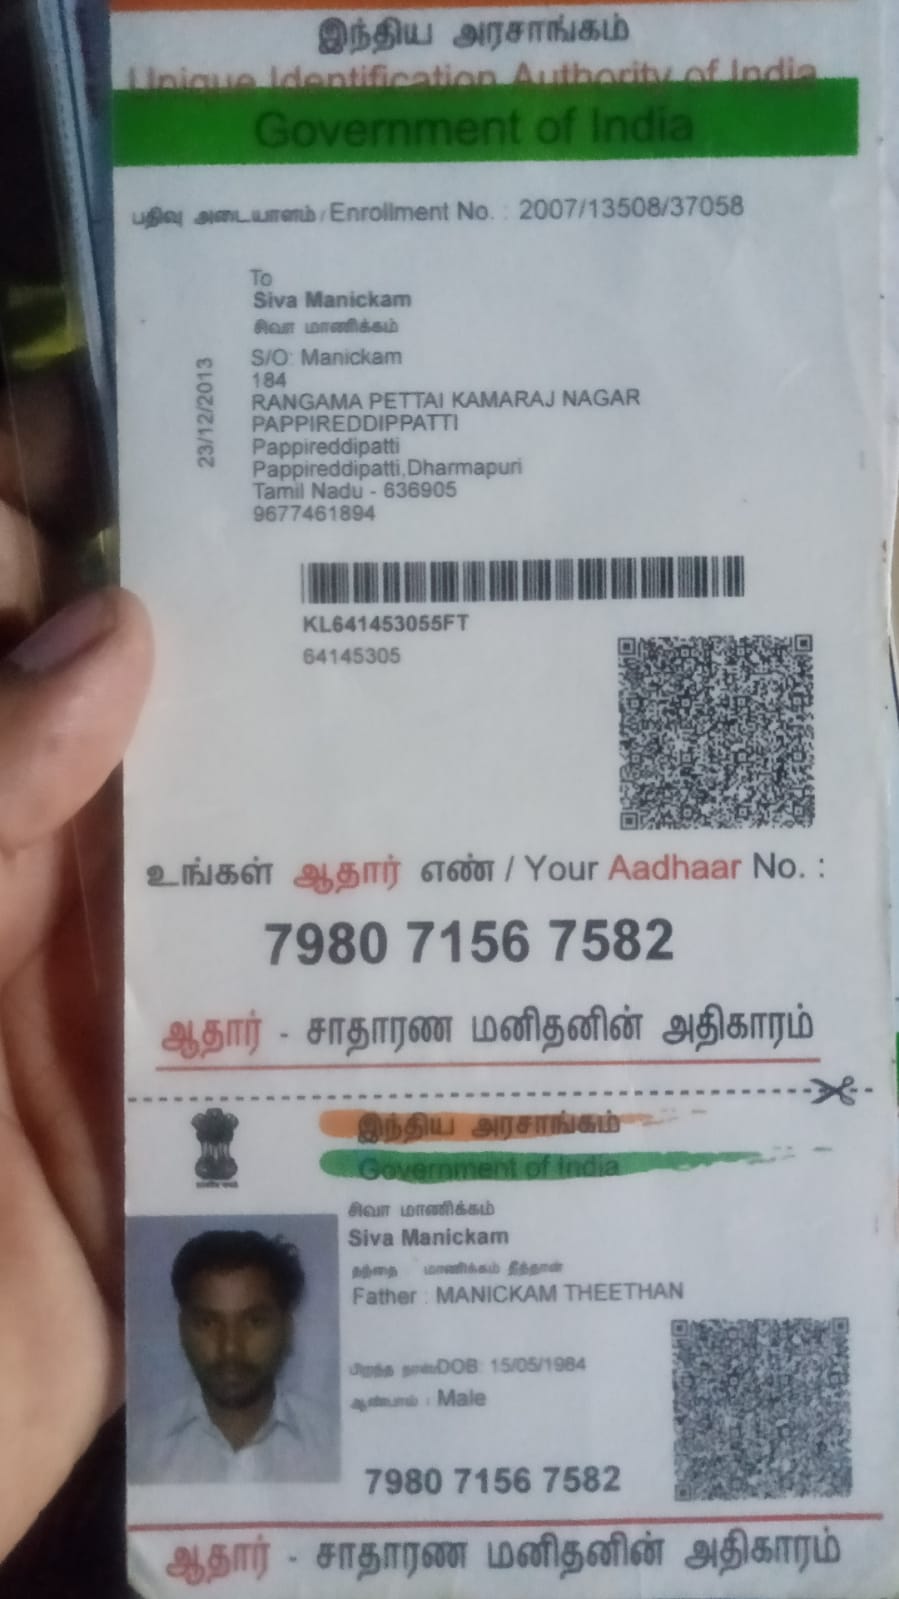 இந்திய அரசாங்கம்
Unique Identification Authority of India
Government of India
பதிவு அடையாளம் / Enrollment No. : 2007/13508/37058
To
Siva Manickam
சிவா மாணிக்கம்
S/O: Manickam
184
RANGAMA PETTAI KAMARAJ NAGAR
PAPPIREDDIPPATTI
Pappireddipatti
Pappireddipatti,Dharmapuri
Tamil Nadu - 636905
9677461894
23/12/2013
KL641453055FT
64145305
உங்கள் ஆதார் எண் / Your Aadhaar No. :
7980 7156 7582
ஆதார் - சாதாரண மனிதனின் அதிகாரம்
இந்திய அரசாங்கம்
Government of India
சிவா மாணிக்கம்
Siva Manickam
தந்தை மாணிக்கம் தீத்தான்
Father : MANICKAM THEETHAN
பிறந்த நாள்/DOB: 15/05/1984
ஆண்பால் : Male
7980 7156 7582
ஆதார் - சாதாரண மனிதனின் அதிகாரம்